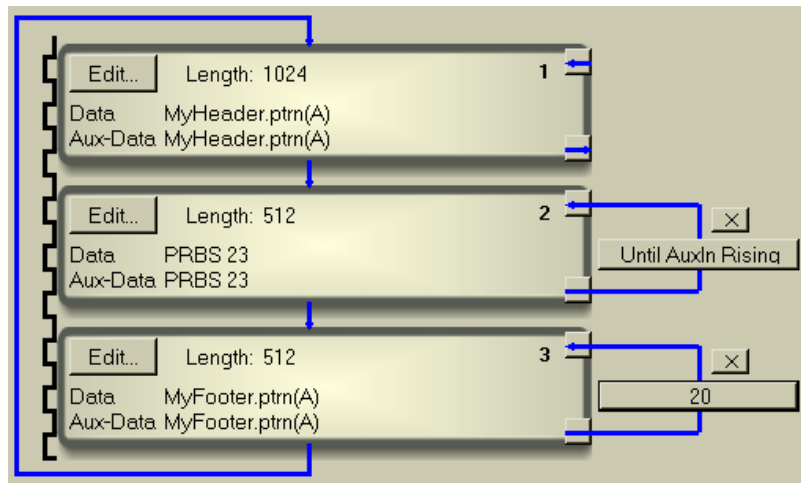 Edit... Length: 1024 1
Data MyHeader.ptrn(A)
Aux-Data MyHeader.ptrn(A)
Edit... Length: 512 2
×
Data PRBS 23
Until AuxIn Rising
Aux-Data PRBS 23
Edit... Length: 512 3
×
Data MyFooter.ptrn(A)
20
Aux-Data MyFooter.ptrn(A)